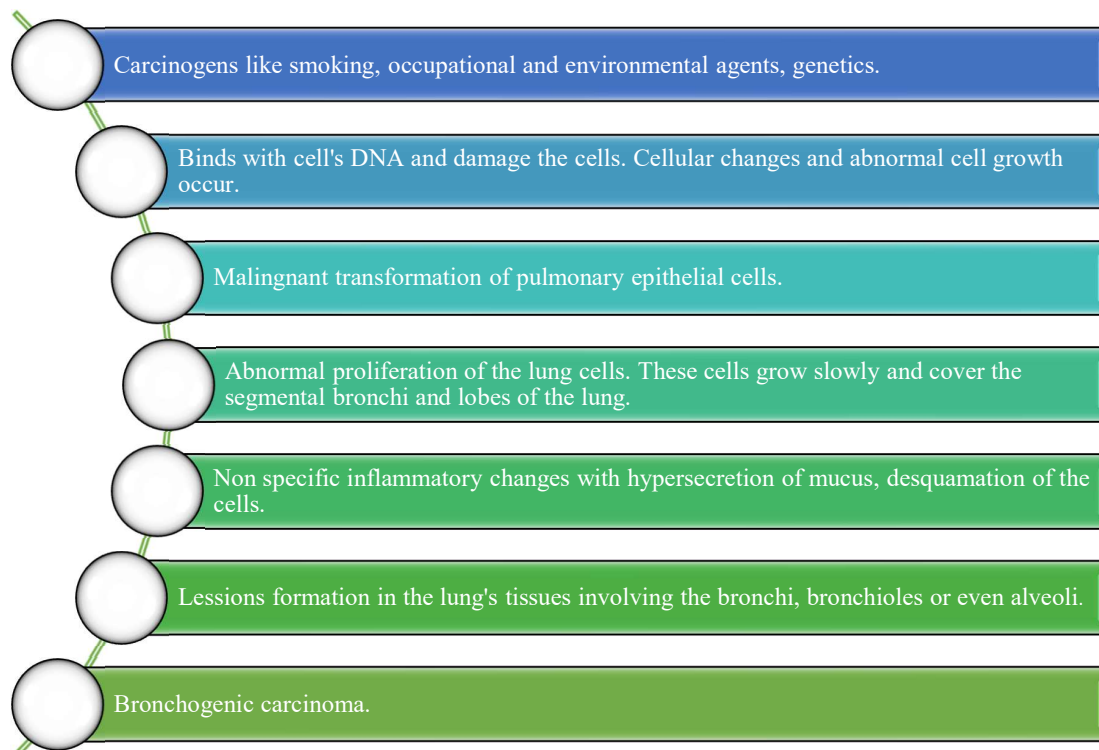 Carcinogens like smoking, occupational and environmental agents, genetics.
Binds with cell's DNA and damage the cells. Cellular changes and abnormal cell growth
occur.
Malingnant transformation of pulmonary epithelial cells.
Abnormal proliferation of the lung cells. These cells grow slowly and cover the
segmental bronchi and lobes of the lung.
Non specific inflammatory changes with hypersecretion of mucus, desquamation of the
cells.
Lessions formation in the lung's tissues involving the bronchi, bronchioles or even alveoli.
Bronchogenic carcinoma.